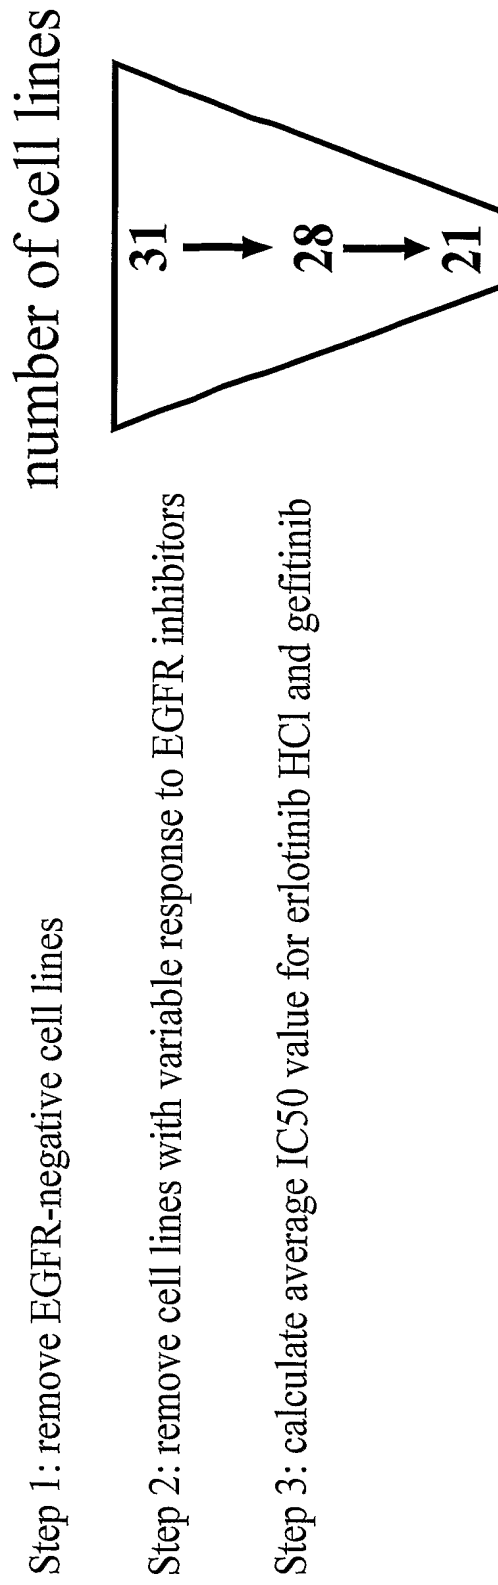 number of cell lines
Step 1: remove EGFR-negative cell lines
31
Step 2: remove cell lines with variable response to EGFR inhibitors
28
Step 3: calculate average IC50 value for erlotinib HCl and gefitinib
21